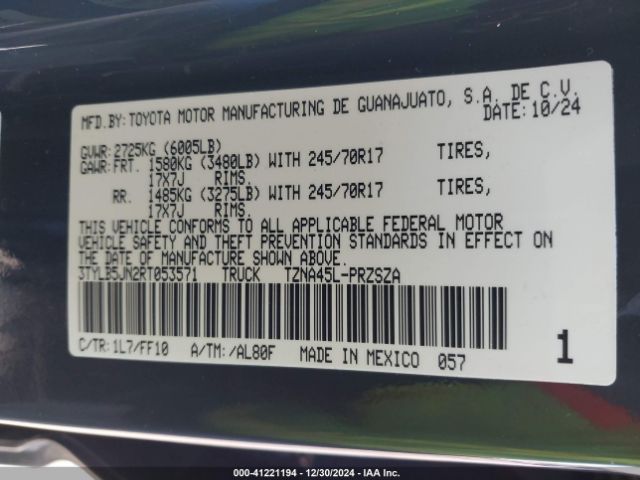 MFD.BY:TOYOTA MOTOR MANUFACTURING DE GUANAJUATO, S.A. DE C.V.
DATE:10/24
GVWR:2725KG (6005LB)
GAWR:FRT. 1580KG (3480LB) WITH 245/70R17 TIRES,
17X7J RIMS.
RR. 1485KG (3275LB) WITH 245/70R17 TIRES,
17X7J RIMS.
THIS VEHICLE CONFORMS TO ALL APPLICABLE FEDERAL MOTOR
VEHICLE SAFETY AND THEFT PREVENTION STANDARDS IN EFFECT ON
THE DATE OF MANUFACTURE SHOWN ABOVE.
3TYLB5JN2RT053571 TRUCK TZNA45L-PRZSZA
C/TR:1L7/FF10 A/TM:/AL80F MADE IN MEXICO 057 1
000-41221194 - 12/30/2024 - IAA Inc.